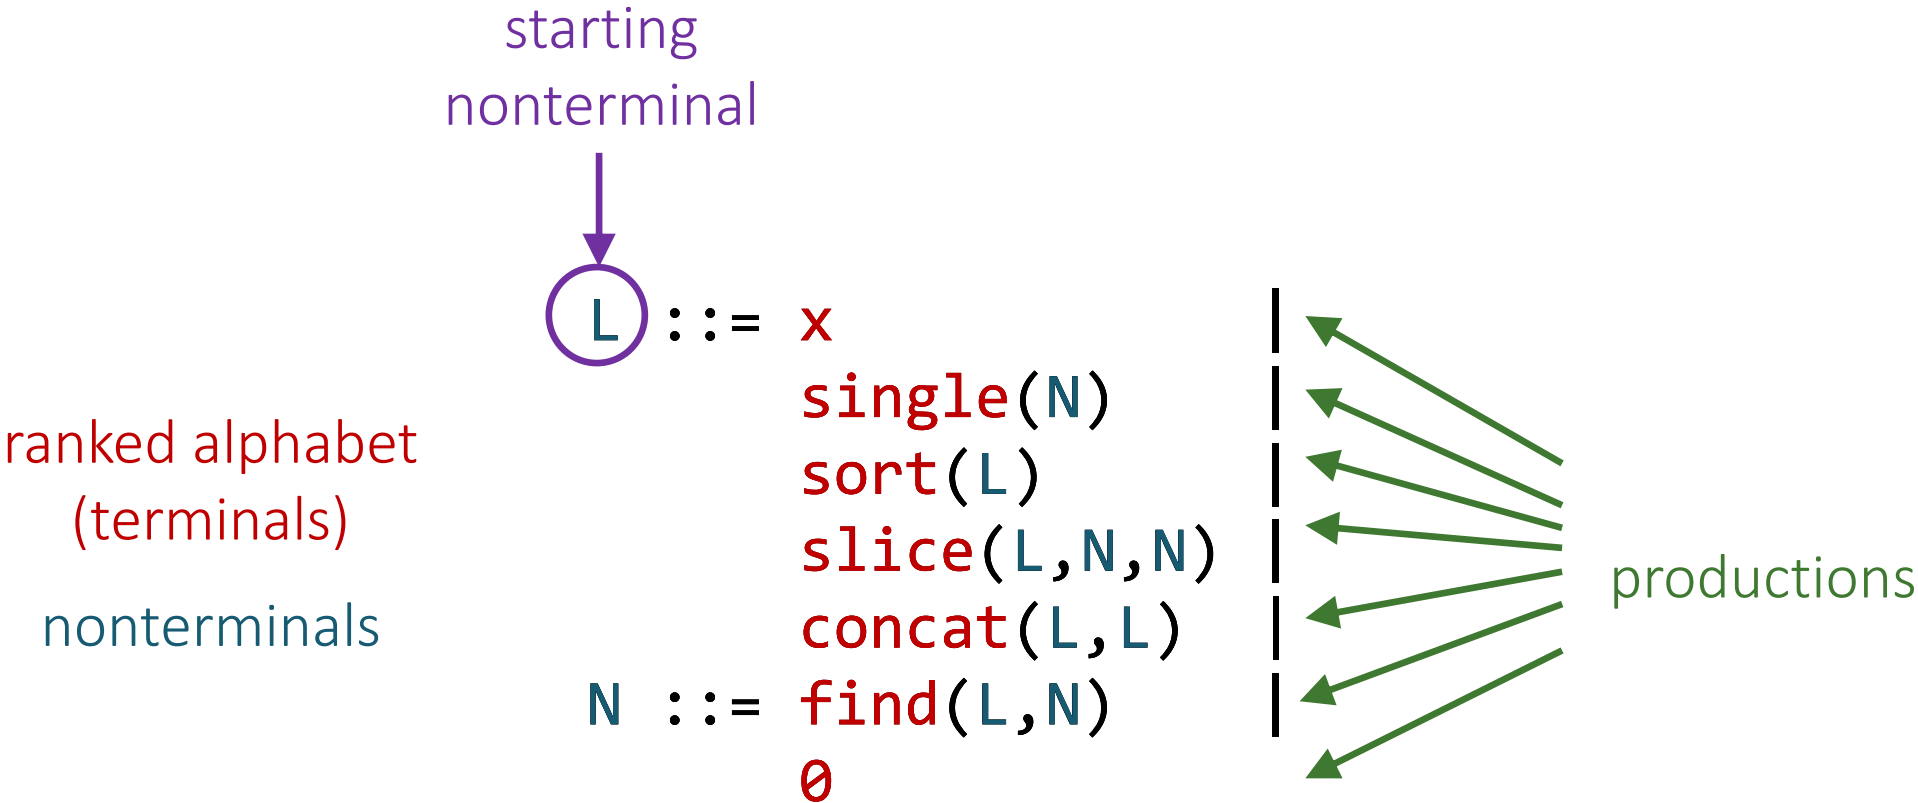 starting
nonterminal
L ::= x |
single(N) |
ranked alphabet
sort(L) |
(terminals)
slice(L,N,N) |
productions
nonterminals
concat(L,L) |
N ::= find(L,N) |
0